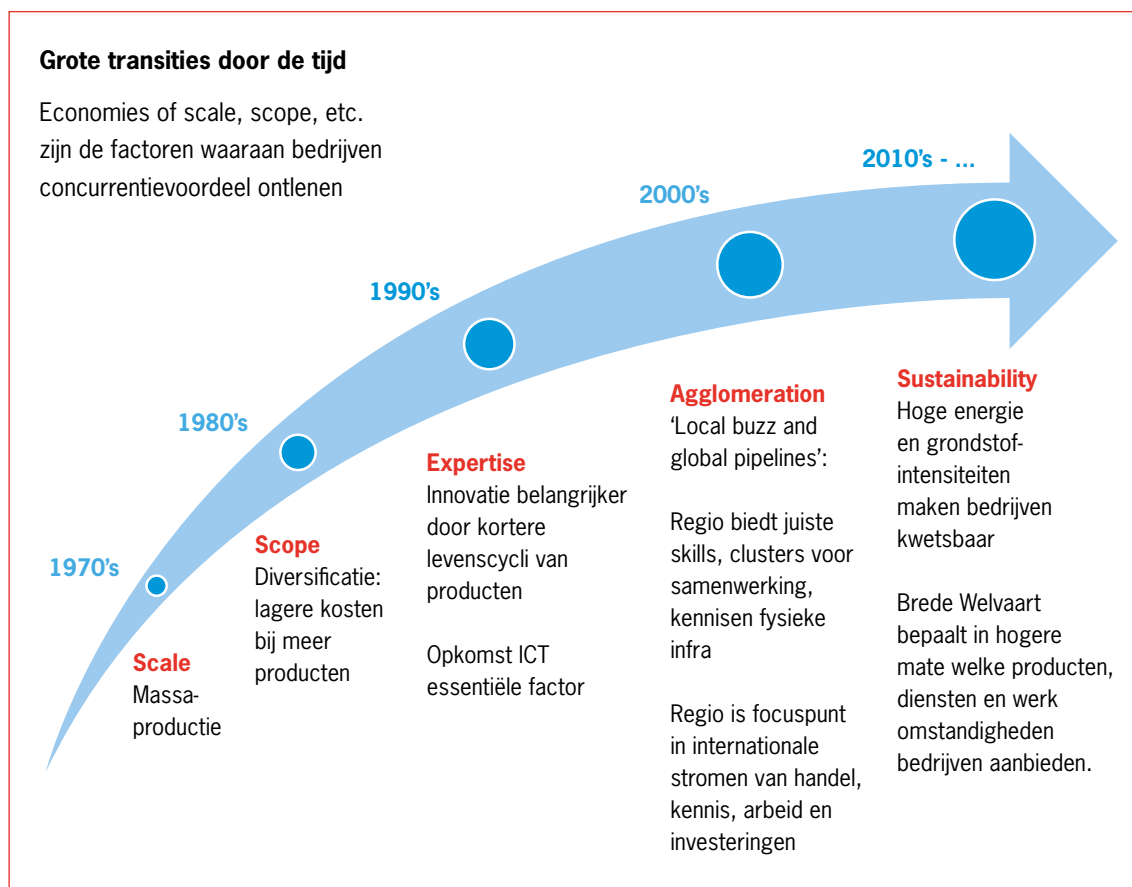 Grote transities door de tijd
Economies of scale, scope, etc.
zijn de factoren waaraan bedrijven
concurrentievoordeel ontlenen
1970's
Scale
Massa-
productie
1980's
Scope
Diversificatie:
lagere kosten
bij meer
producten
1990's
Expertise
Innovatie belangrijker
door kortere
levenscycli van
producten
Opkomst ICT
essentiële factor
2000's
Agglomeration
‘Local buzz and
global pipelines’:
Regio biedt juiste
skills, clusters voor
samenwerking,
kennisen fysieke
infra
Regio is focuspunt
in internationale
stromen van handel,
kennis, arbeid en
investeringen
2010's - ...
Sustainability
Hoge energie
en grondstof-
intensiteiten
maken bedrijven
kwetsbaar
Brede Welvaart
bepaalt in hogere
mate welke producten,
diensten en werk
omstandigheden
bedrijven aanbieden.